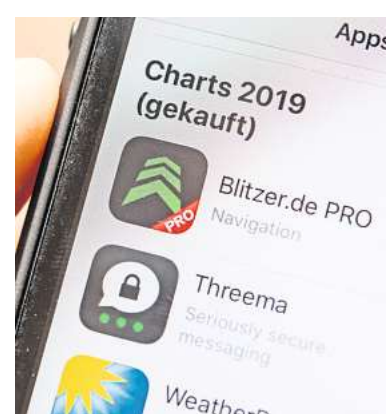 Apps
Charts 2019
(gekauft)
Blitzer.de PRO
Navigation
PRO
Threema
Seriously secure
messaging